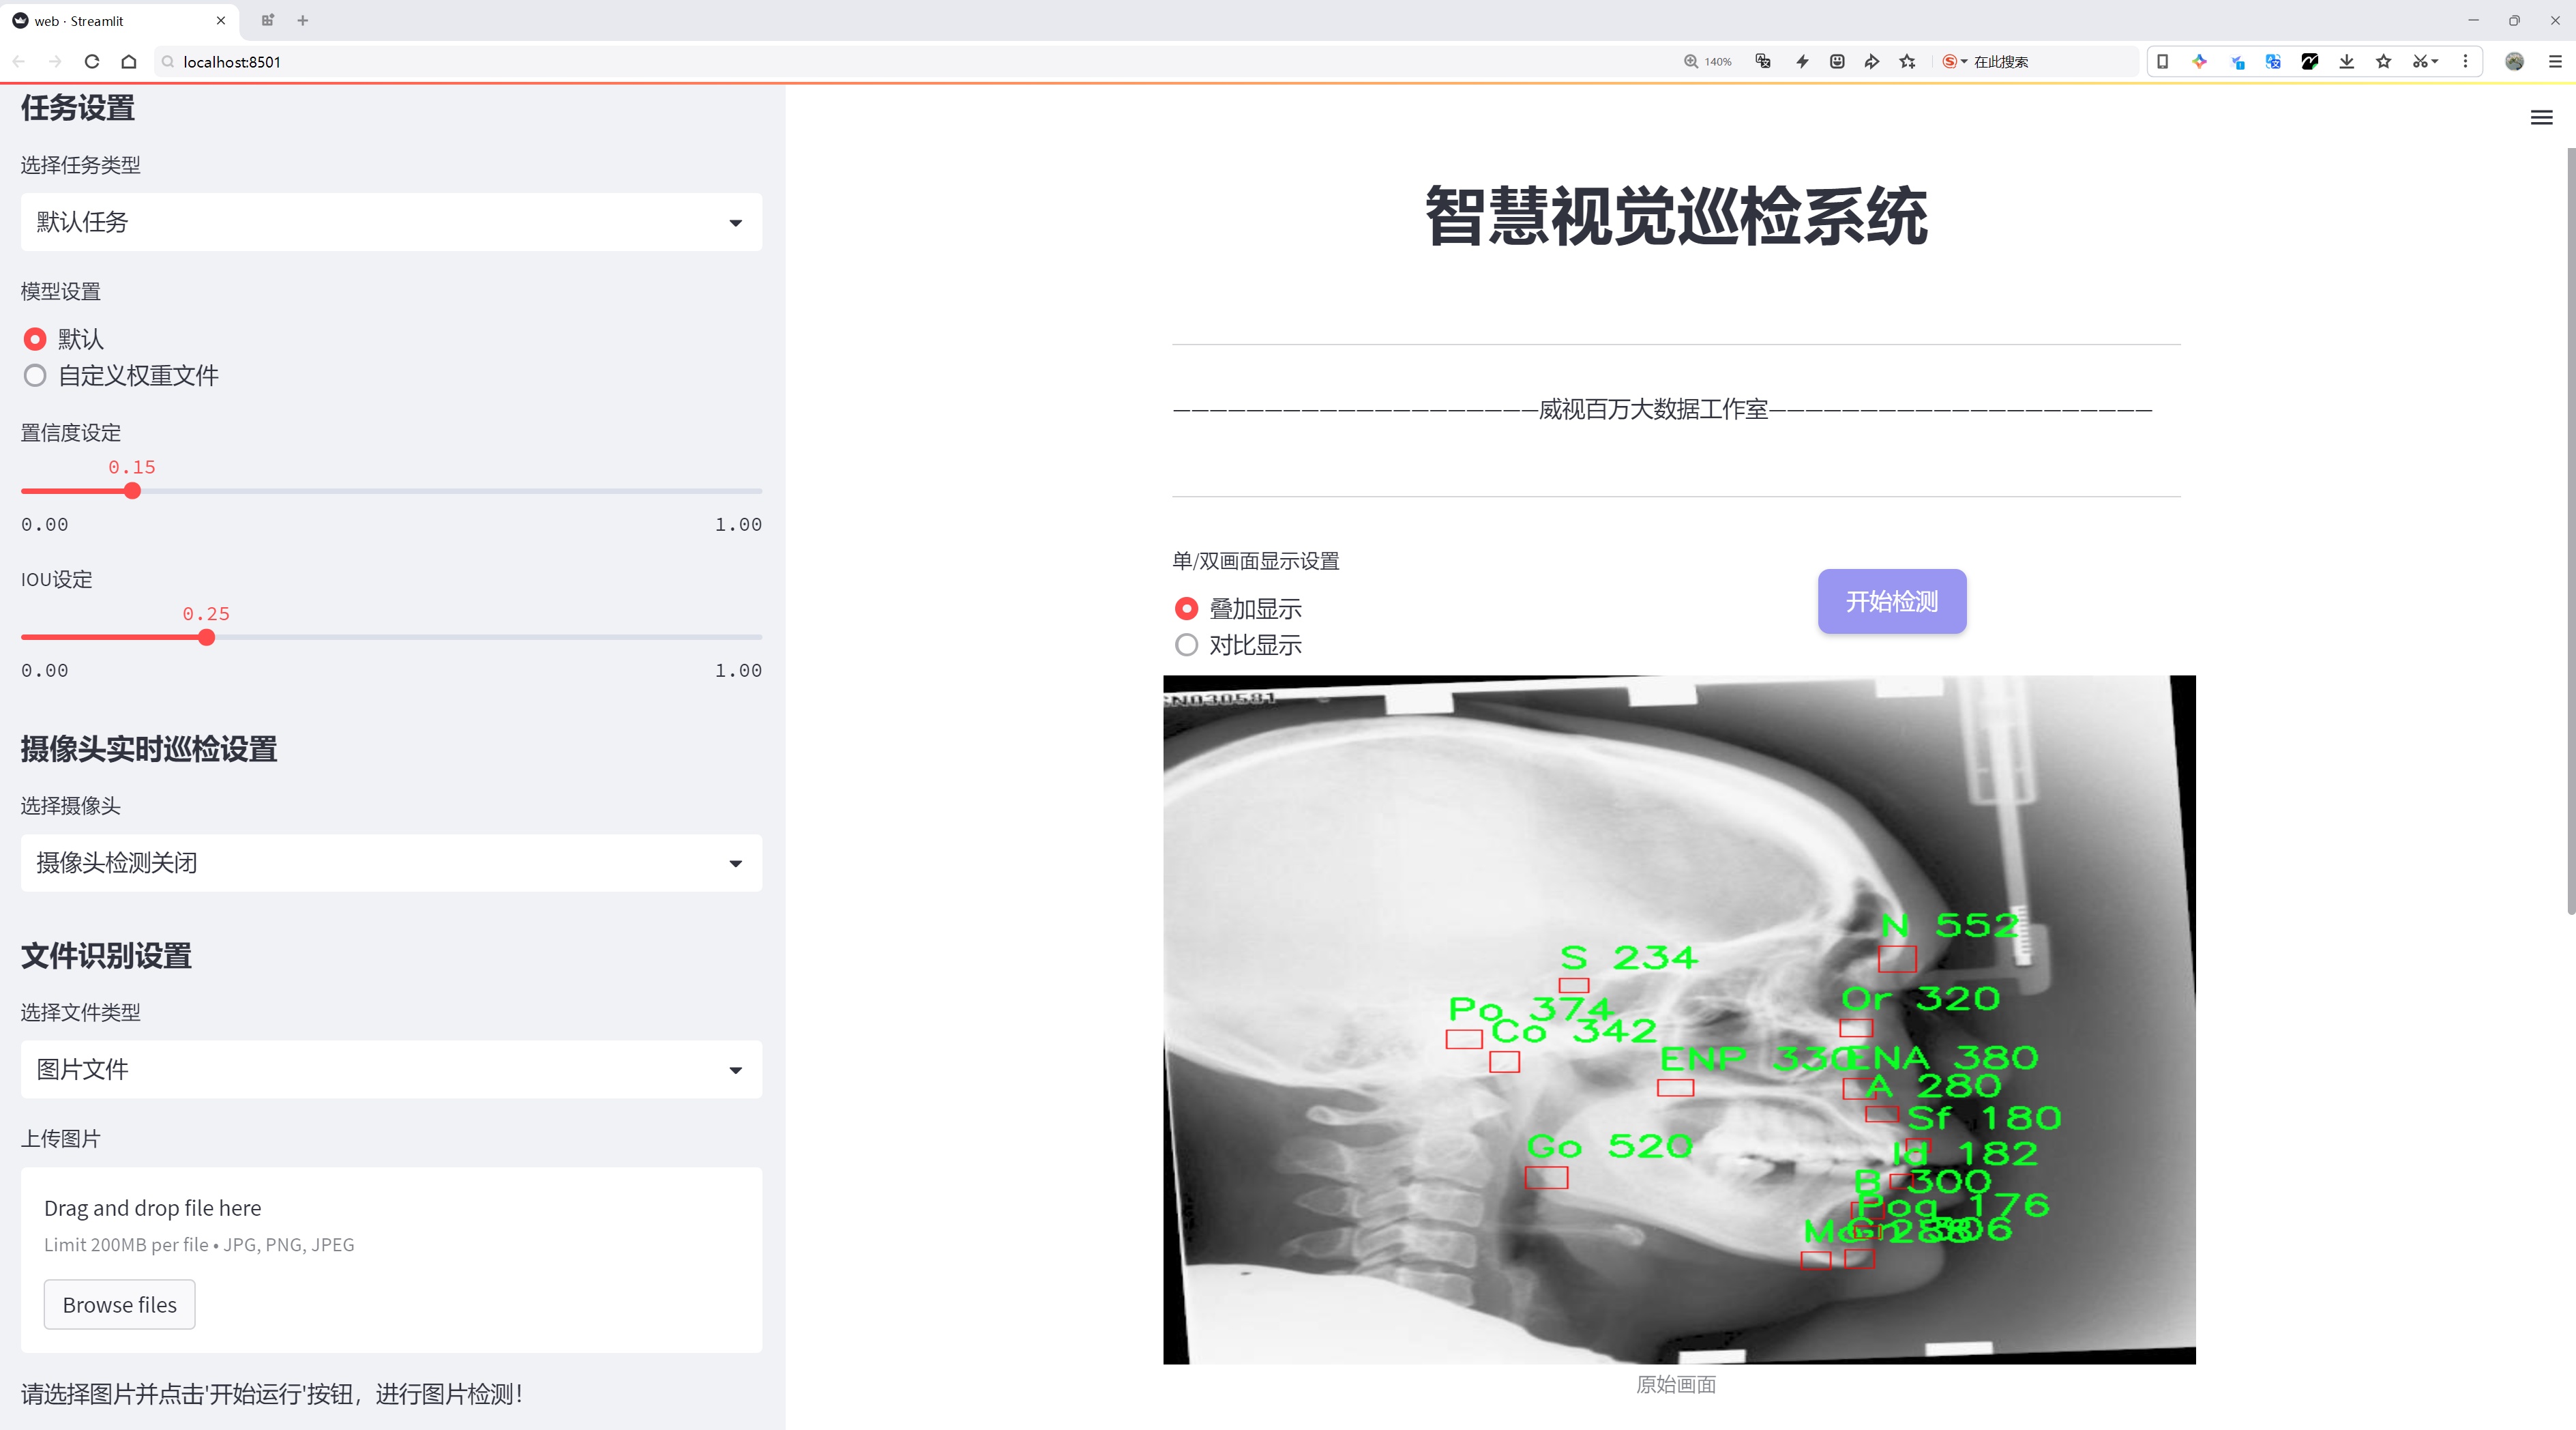 web · Streamlit
localhost:8501
140%
在此搜索
任务设置
选择任务类型
默认任务
模型设置
默认
自定义权重文件
置信度设定
0.15
0.00 1.00
IOU设定
0.25
0.00 1.00
摄像头实时巡检设置
选择摄像头
摄像头检测关闭
文件识别设置
选择文件类型
图片文件
上传图片
Drag and drop file here
Limit 200MB per file • JPG, PNG, JPEG
Browse files
请选择图片并点击'开始运行'按钮，进行图片检测！
智慧视觉巡检系统
————————————————————威视百万大数据工作室—————————————————————
单/双画面显示设置
叠加显示
对比显示
开始检测
N 552
S 234
Or 320
Po 374
Co 342
ENP 330
ENA 380
A 280
Sf 180
Go 520
Id 182
B 300
Pog 176
原始画面